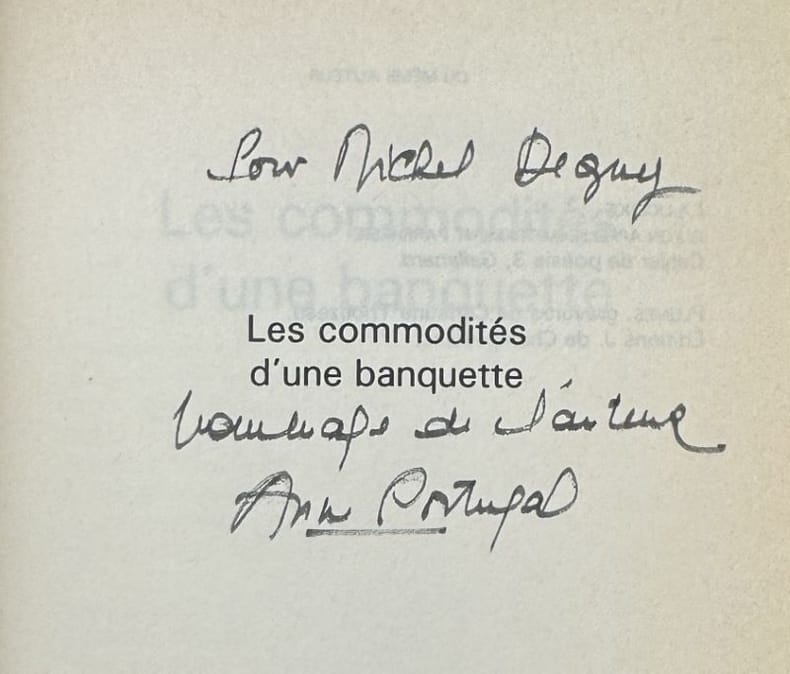 Pour Michel Deguy
Les commodités
d'une banquette
hommage de l'auteur
Anne Portugal